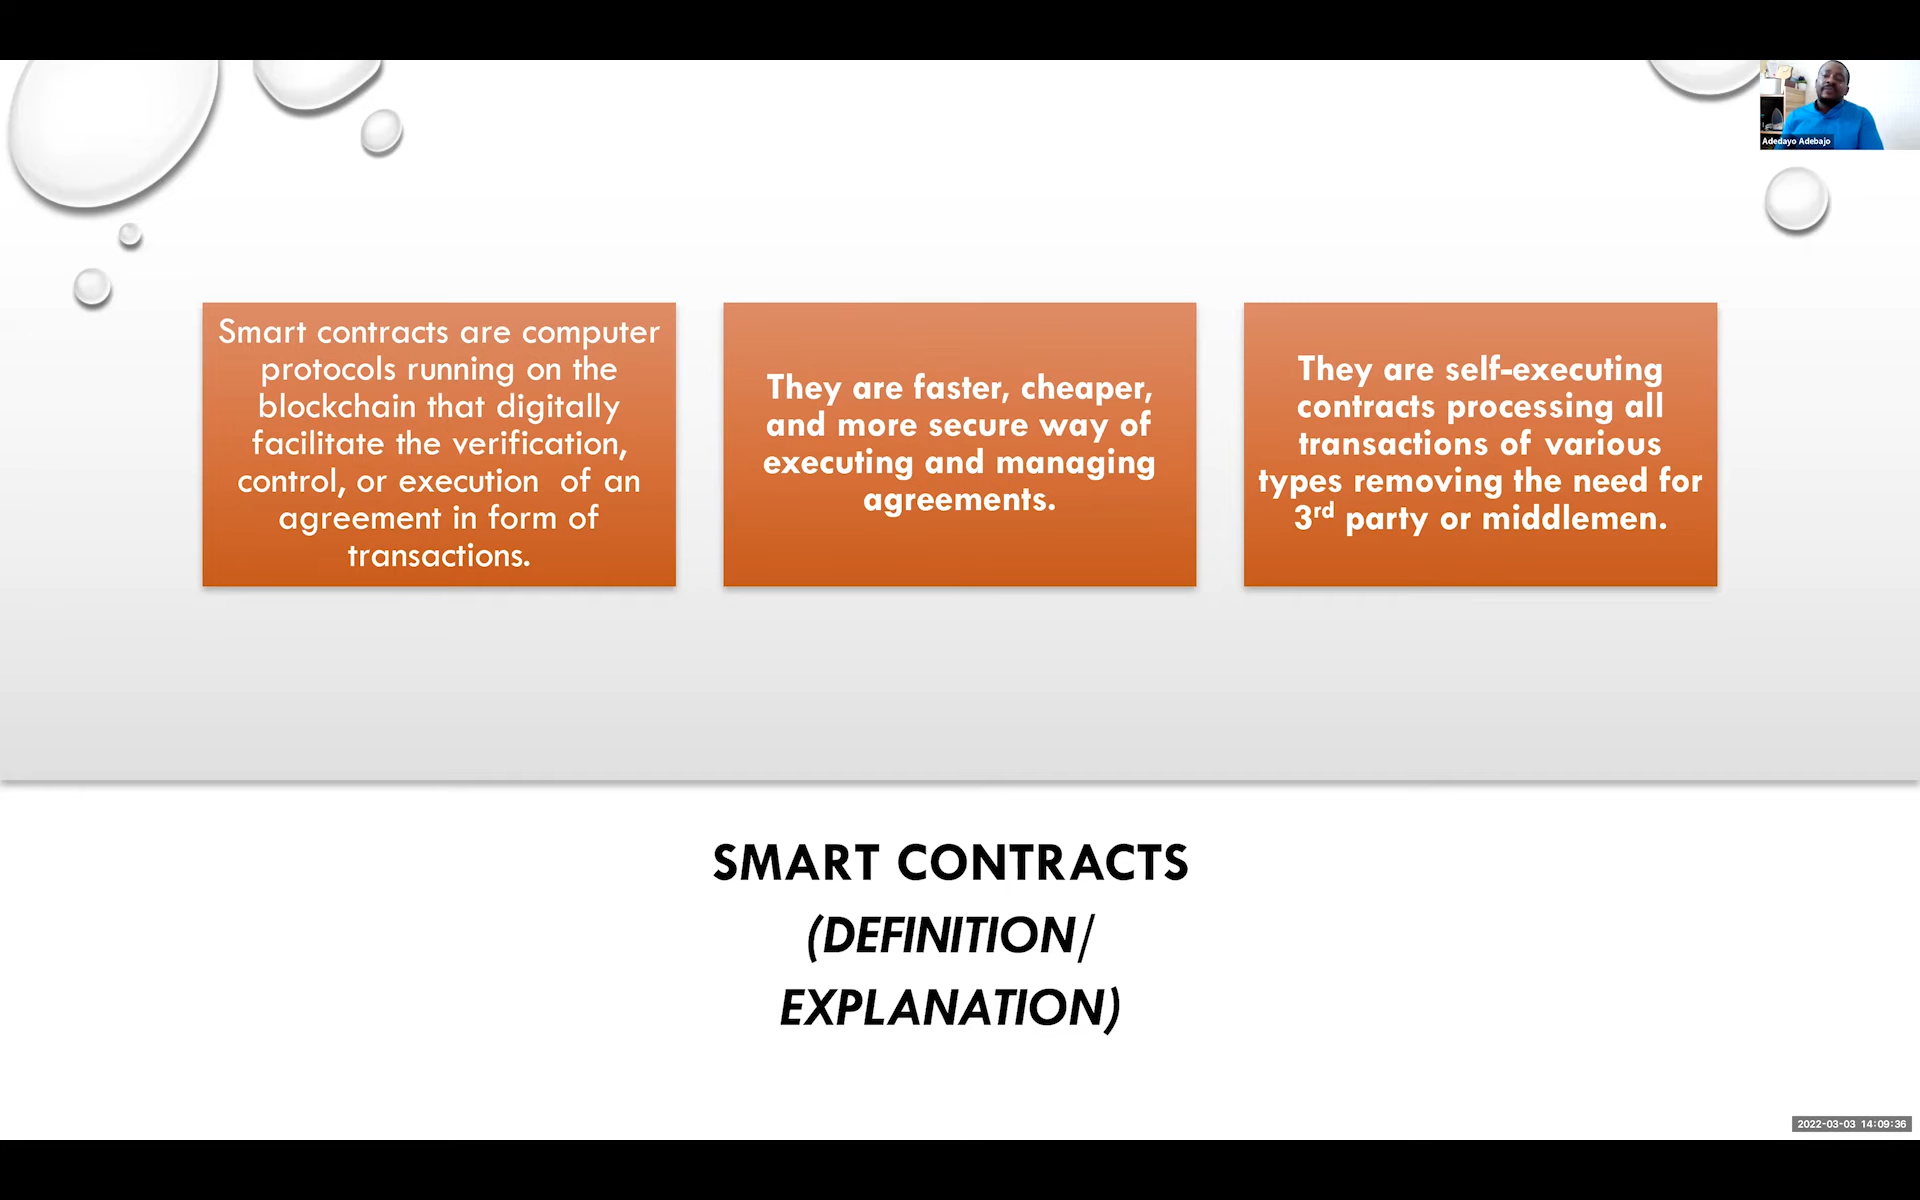 Adedayo Adebajo
Smart contracts are computer
protocols running on the
blockchain that digitally
facilitate the verification,
control, or execution  of an
agreement in form of
transactions.
They are faster, cheaper,
and more secure way of
executing and managing
agreements.
They are self-executing
contracts processing all
transactions of various
types removing the need for
3rd party or middlemen.
SMART CONTRACTS
(DEFINITION/
EXPLANATION)
2022-03-03 14:09:36